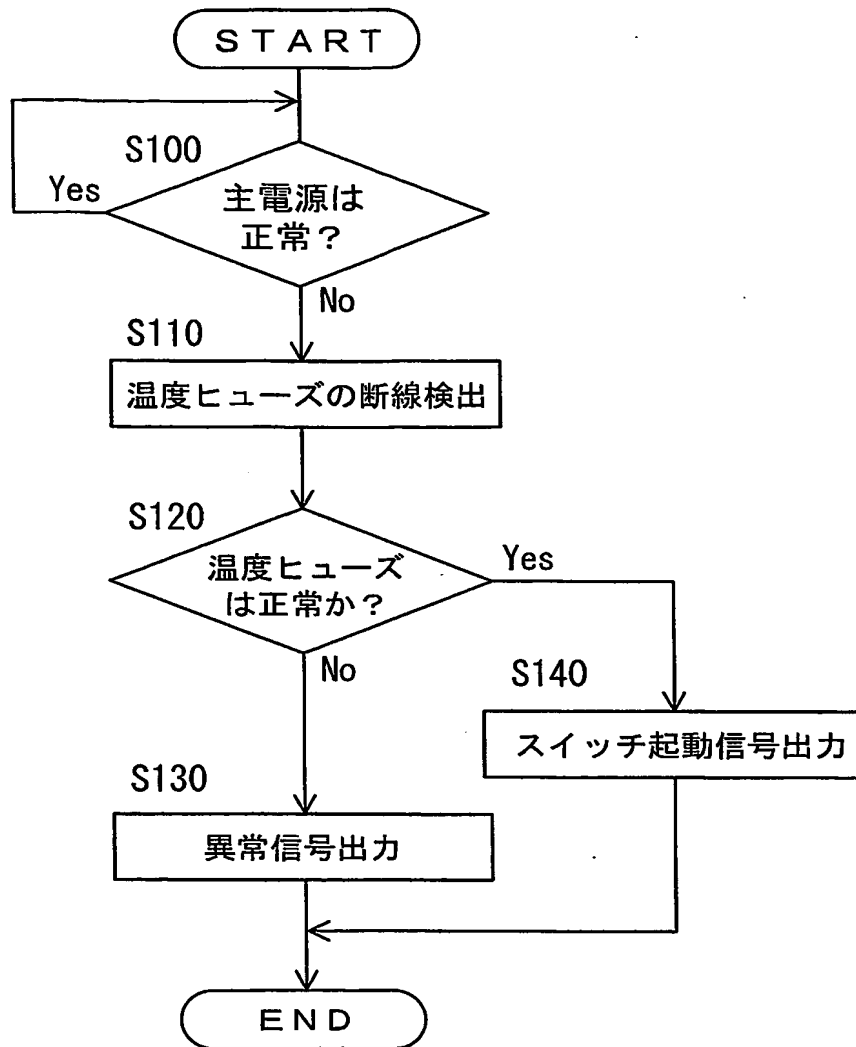 START
S100
Yes
主電源は
正常？
No
S110
温度ヒューズの断線検出
S120
温度ヒューズ
は正常か？
Yes
No
S140
スイッチ起動信号出力
S130
異常信号出力
END